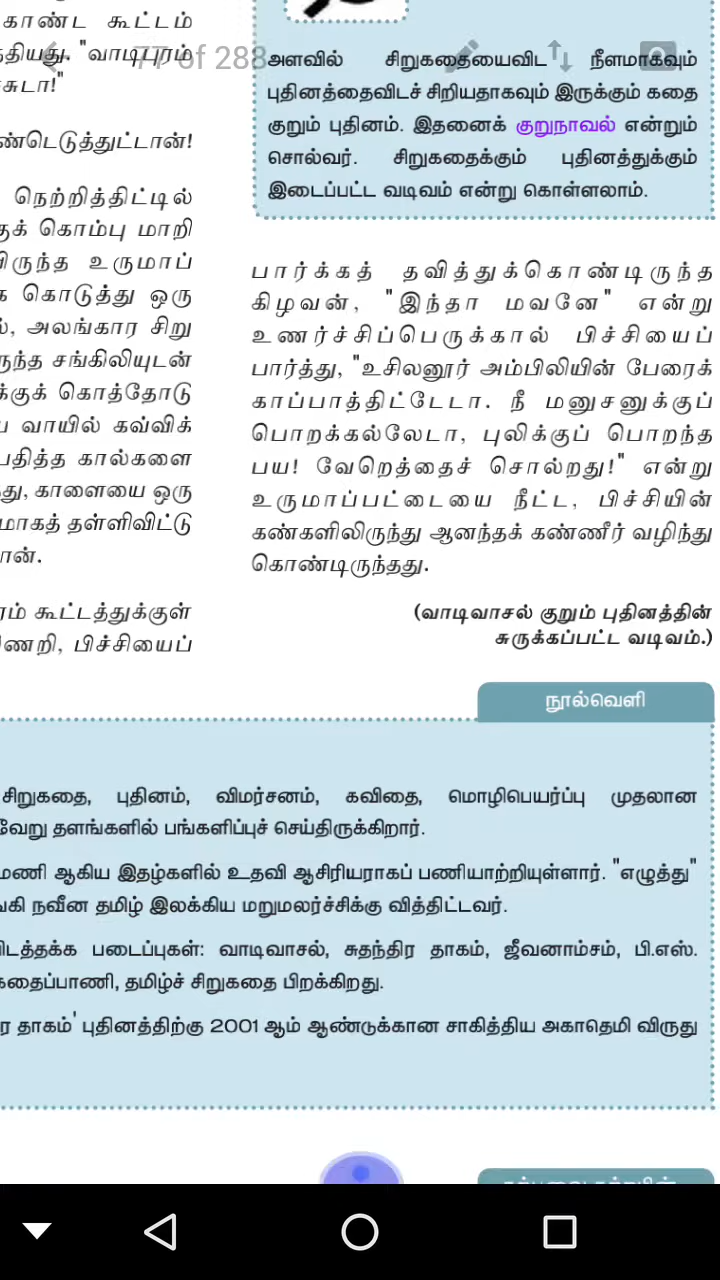 77 of 288
காண்ட கூட்டம்
தியது. "வாடிபுரம்
சுடா!"
ண்டெடுத்துட்டான்!
நெற்றித்திட்டில்
குக் கொம்பு மாறி
ருந்த உருமாப்
க கொடுத்து ஒரு
ல், அலங்கார சிறு
ருந்த சங்கிலியுடன்
க்குக் கொத்தோடு
ய வாயில் கவ்விக்
பதித்த கால்களை
து, காளையை ஒரு
மாகத் தள்ளிவிட்டு
ான்.
ரம் கூட்டத்துக்குள்
ிணறி, பிச்சியைப்
அளவில் சிறுகதையைவிட நீளமாகவும்
புதினத்தைவிடச் சிறியதாகவும் இருக்கும் கதை
குறும் புதினம். இதனைக் குறுநாவல் என்றும்
சொல்வர். சிறுகதைக்கும் புதினத்துக்கும்
இடைப்பட்ட வடிவம் என்று கொள்ளலாம்.
பார்க்கத் தவித்துக்கொண்டிருந்த
கிழவன், "இந்தா மவனே" என்று
உணர்ச்சிப்பெருக்கால் பிச்சியைப்
பார்த்து, "உசிலனூர் அம்பிலியின் பேரைக்
காப்பாத்திட்டேடா. நீ மனுசனுக்குப்
பொறக்கல்லேடா, புலிக்குப் பொறந்த
பய! வேறெத்தைச் சொல்றது!" என்று
உருமாப்பட்டையை நீட்ட, பிச்சியின்
கண்களிலிருந்து ஆனந்தக் கண்ணீர் வழிந்து
கொண்டிருந்தது.
(வாடிவாசல் குறும் புதினத்தின்
சுருக்கப்பட்ட வடிவம்.)
நூல்வெளி
சிறுகதை, புதினம், விமர்சனம், கவிதை, மொழிபெயர்ப்பு முதலான
வேறு தளங்களில் பங்களிப்புச் செய்திருக்கிறார்.
மணி ஆகிய இதழ்களில் உதவி ஆசிரியராகப் பணியாற்றியுள்ளார். "எழுத்து"
கி நவீன தமிழ் இலக்கிய மறுமலர்ச்சிக்கு வித்திட்டவர்.
ிடத்தக்க படைப்புகள்: வாடிவாசல், சுதந்திர தாகம், ஜீவனாம்சம், பி.எஸ்.
கதைப்பாணி, தமிழ்ச் சிறுகதை பிறக்கிறது.
ர தாகம்' புதினத்திற்கு 2001 ஆம் ஆண்டுக்கான சாகித்திய அகாதெமி விருது